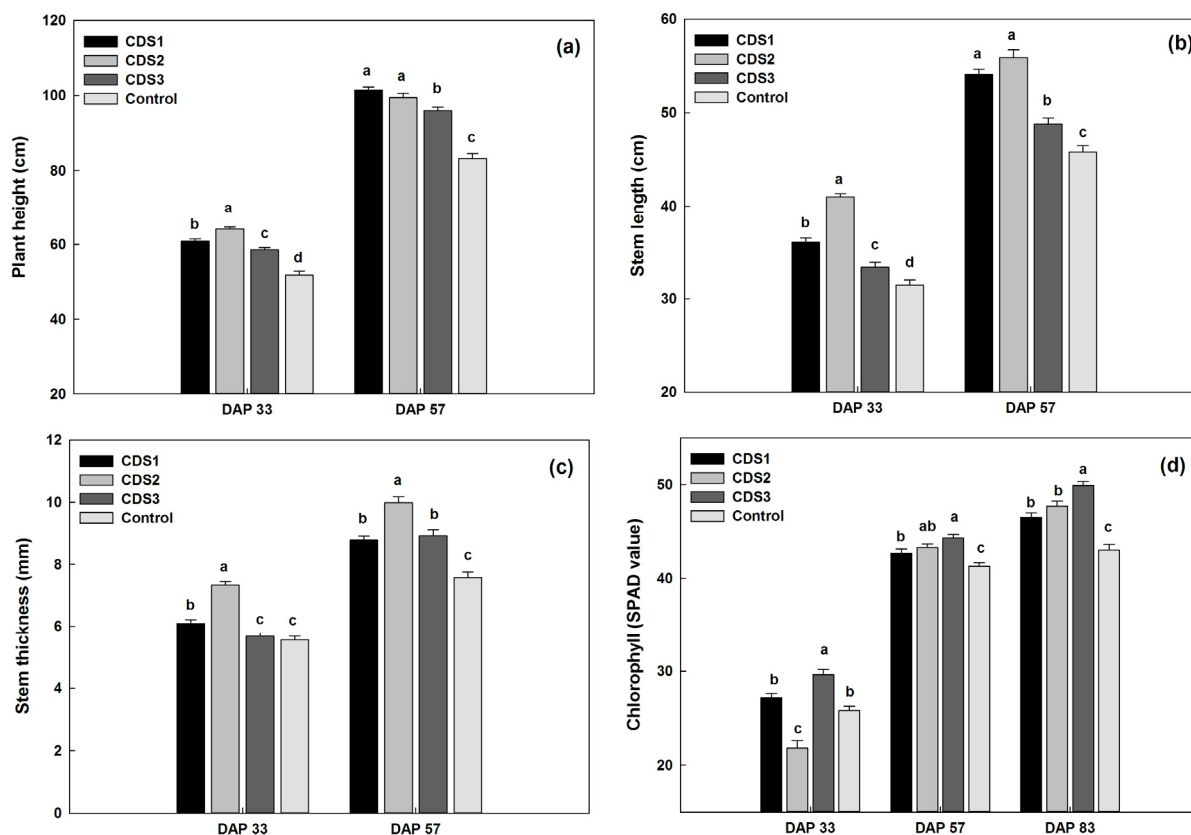 120
100
80
60
40
20
Plant height (cm)
CDS1
CDS2
CDS3
Control
(a)
b
a
c
d
a
a
b
c
DAP 33
DAP 57
60
50
40
30
20
Stem length (cm)
CDS1
CDS2
CDS3
Control
(b)
b
a
c
d
a
a
b
c
DAP 33
DAP 57
12
10
8
6
4
2
0
Stem thickness (mm)
CDS1
CDS2
CDS3
Control
(c)
b
a
c
c
b
a
b
c
DAP 33
DAP 57
50
40
30
20
Chlorophyll (SPAD value)
CDS1
CDS2
CDS3
Control
(d)
b
c
a
b
b
ab
a
c
b
b
a
c
DAP 33
DAP 57
DAP 83